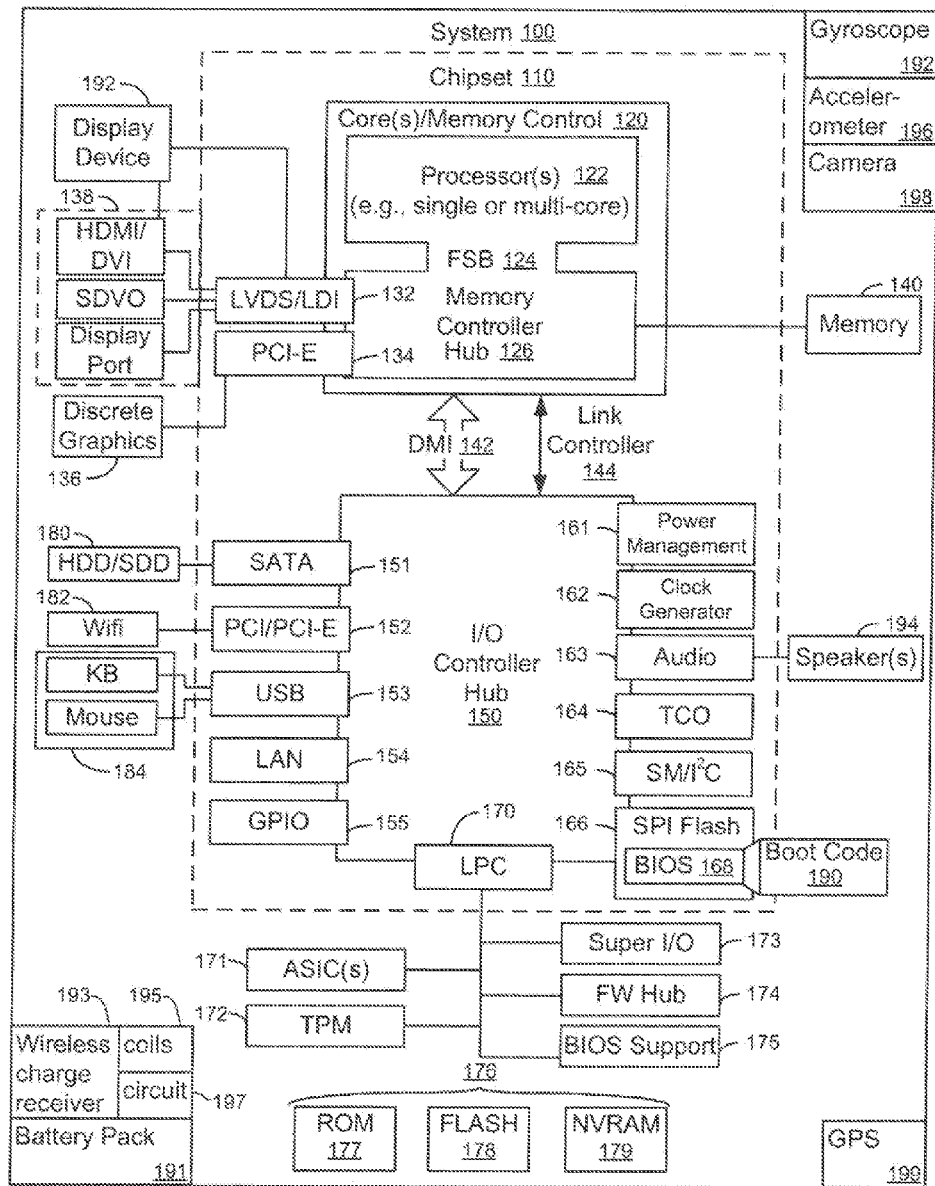 System 100
Gyroscope
192
Acceler-
ometer
196
Camera
198
Chipset 110
192
Display
Device
138
HDMI/
DVI
SDVO
Display
Port
Discrete
Graphics
136
Core(s)/Memory Control 120
Processor(s) 122
(e.g., single or multi-core)
FSB 124
Memory
Controller
Hub 126
LVDS/LDI
132
PCI-E
134
140
Memory
DMI 142
Link
Controller
144
180
HDD/SDD
182
Wifi
KB
Mouse
184
SATA
151
PCI/PCI-E
152
USB
153
LAN
154
GPIO
155
I/O
Controller
Hub
150
161
Power
Management
162
Clock
Generator
163
Audio
194
Speaker(s)
164
TCO
165
SM/I²C
166
SPI Flash
BIOS 168
Boot Code
190
170
LPC
171
ASIC(s)
172
TPM
Super I/O
173
FW Hub
174
BIOS Support
175
193
195
Wireless
charge
receiver
coils
circuit
197
Battery Pack
191
176
ROM
177
FLASH
178
NVRAM
179
GPS
199